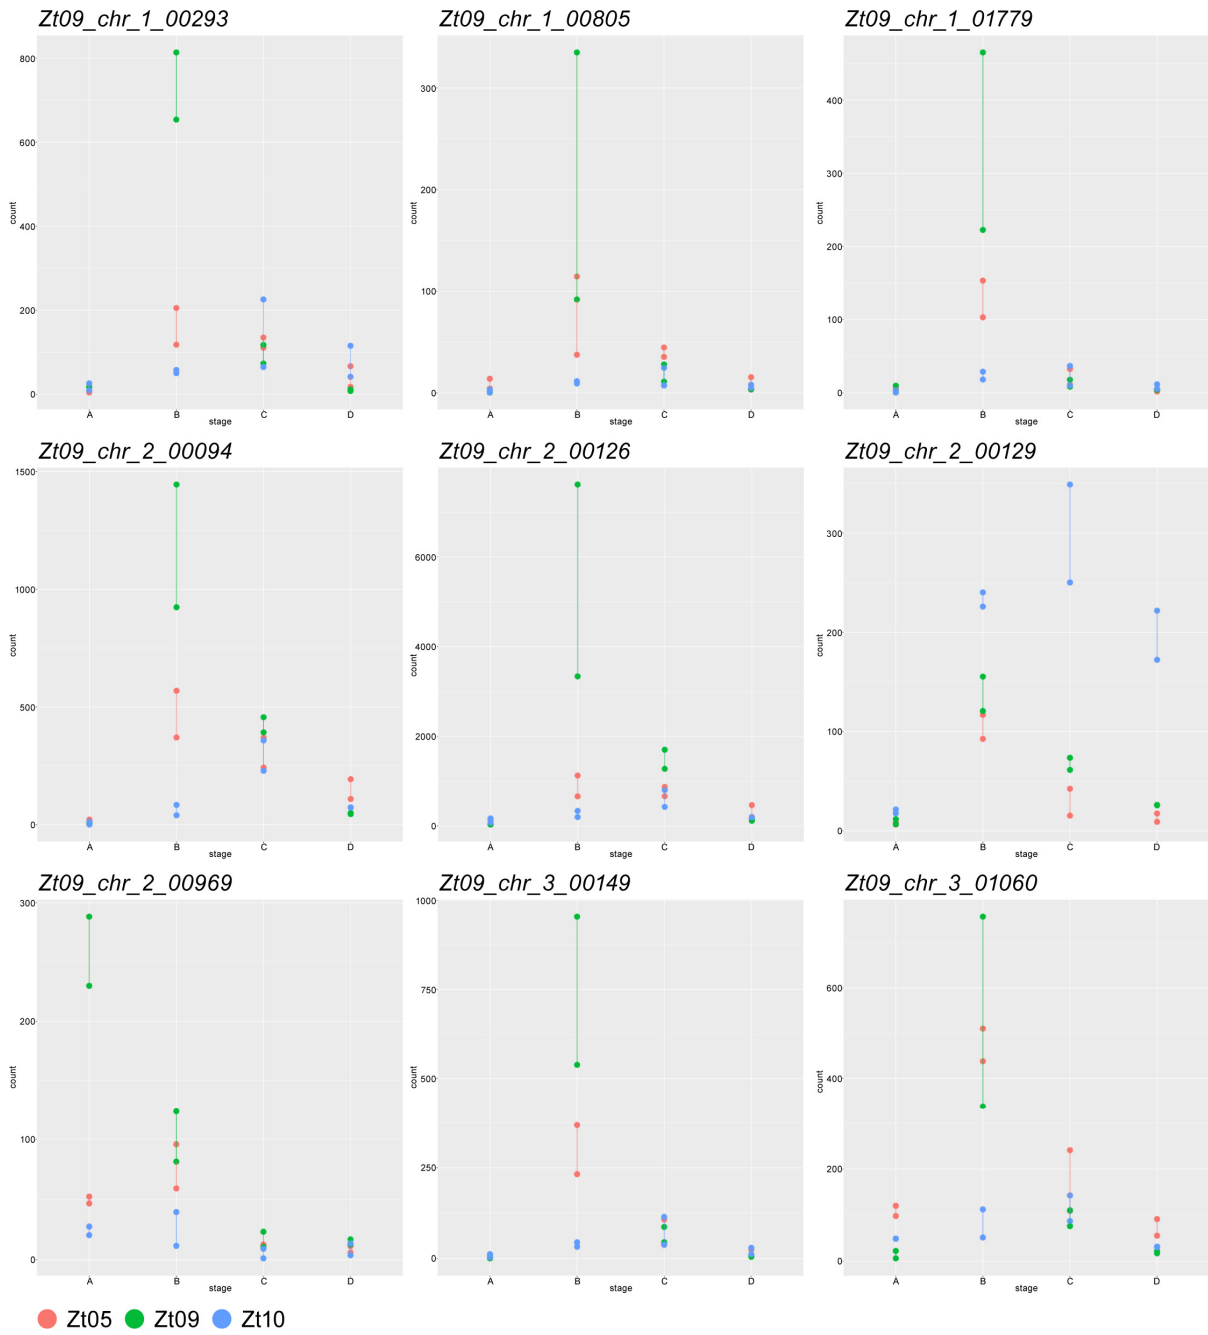 Zt09_chr_1_00293 Zt09_chr_1_00805 Zt09_chr_1_01779
800
600
400
200
0
count
A B C D
stage
300
200
100
0
count
A B C D
stage
400
300
200
100
0
count
A B C D
stage
Zt09_chr_2_00094 Zt09_chr_2_00126 Zt09_chr_2_00129
1500
1000
500
0
count
A B C D
stage
6000
4000
2000
0
count
A B C D
stage
300
200
100
0
count
A B C D
stage
Zt09_chr_2_00969 Zt09_chr_3_00149 Zt09_chr_3_01060
300
200
100
0
count
A B C D
stage
1000
750
500
250
0
count
A B C D
stage
600
400
200
0
count
A B C D
stage
Zt05 Zt09 Zt10